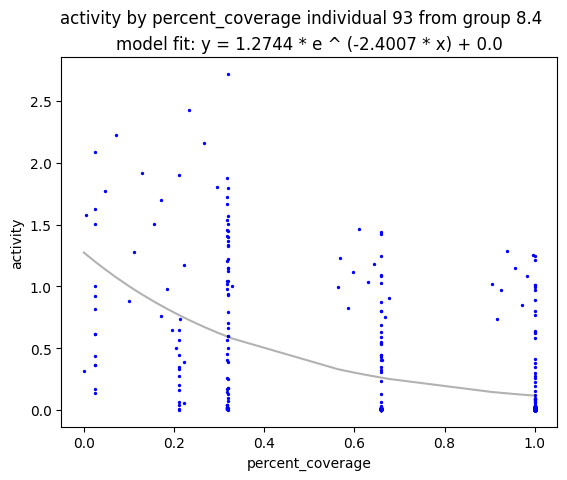 activity by percent_coverage individual 93 from group 8.4
model fit: y = 1.2744 * e ^ (-2.4007 * x) + 0.0
2.5
2.0
1.5
1.0
0.5
0.0
activity
0.0 0.2 0.4 0.6 0.8 1.0
percent_coverage